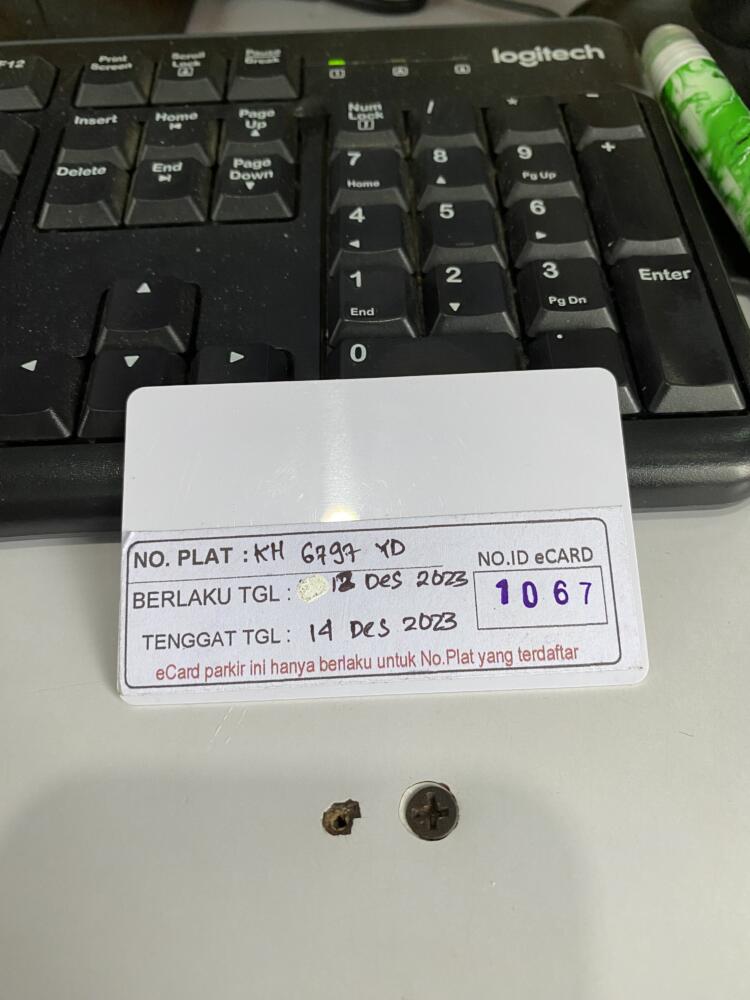 F12
Print Screen
Scroll Lock
Pause Break
logitech
Insert
Home
Page Up
Num Lock
/
*
-
Delete
End
Page Down
7 Home
8
9 Pg Up
+
4
5
6
1 End
2
3 Pg Dn
Enter
0
.
NO. PLAT : KH 6797 YD
NO.ID eCARD
BERLAKU TGL : 12 DES 2023
1067
TENGGAT TGL : 14 DES 2023
eCard parkir ini hanya berlaku untuk No.Plat yang terdaftar